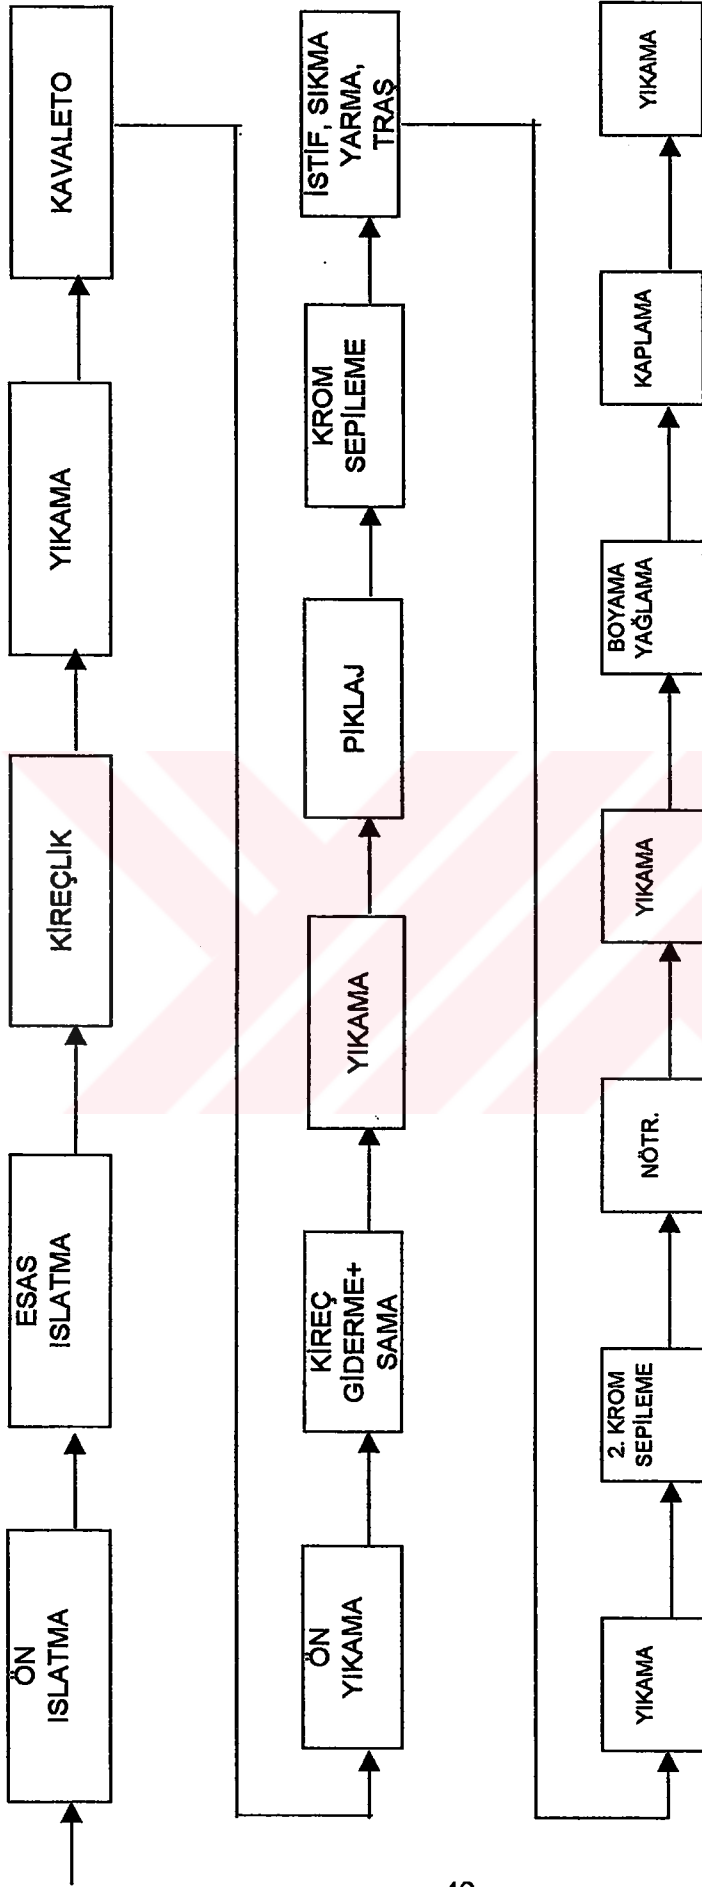 ÖN
ISLATMA
ESAS
ISLATMA
KİREÇLİK
YIKAMA
KAVALETO
ÖN
YIKAMA
KİREÇ
GİDERME+
SAMA
YIKAMA
PİKLAJ
KROM
SEPİLEME
İSTİF, SIKMA
YARMA,
TRAŞ
YIKAMA
2. KROM
SEPİLEME
NÖTR.
YIKAMA
BOYAMA
YAĞLAMA
KAPLAMA
YIKAMA